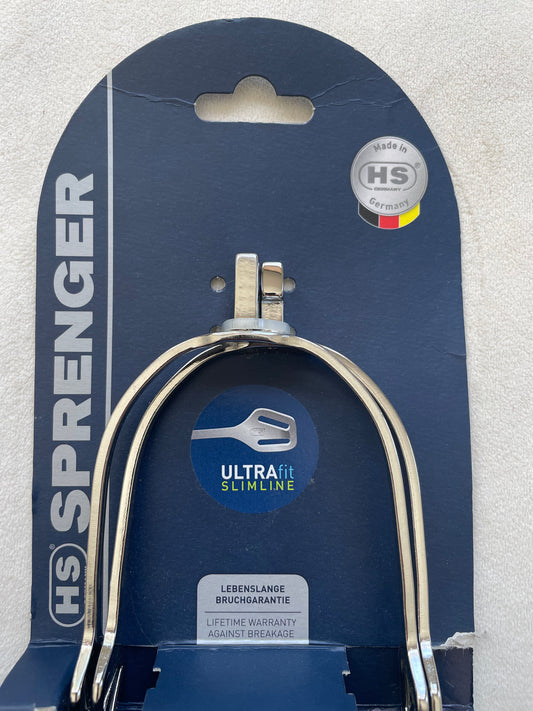 Made in
HS
GERMANY
Germany
HS® SPRENGER
ULTRAfit
SLIMLINE
LEBENSLANGE
BRUCHGARANTIE
LIFETIME WARRANTY
AGAINST BREAKAGE